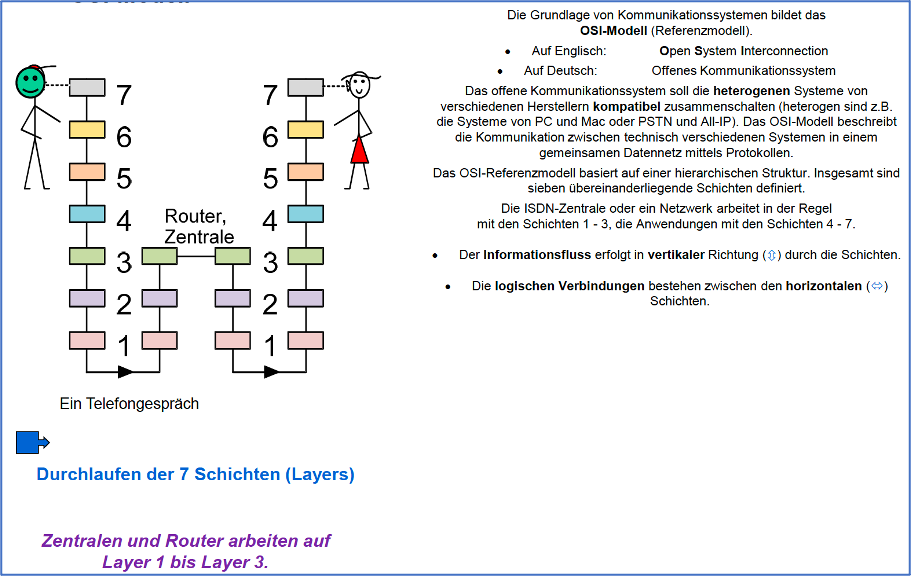 Die Grundlage von Kommunikationssystemen bildet das
OSI-Modell (Referenzmodell).
• Auf Englisch: Open System Interconnection
• Auf Deutsch: Offenes Kommunikationssystem
Das offene Kommunikationssystem soll die heterogenen Systeme von
verschiedenen Herstellern kompatibel zusammenschalten (heterogen sind z.B.
die Systeme von PC und Mac oder PSTN und All-IP). Das OSI-Modell beschreibt
die Kommunikation zwischen technisch verschiedenen Systemen in einem
gemeinsamen Datennetz mittels Protokollen.
Das OSI-Referenzmodell basiert auf einer hierarchischen Struktur. Insgesamt sind
sieben übereinanderliegende Schichten definiert.
Die ISDN-Zentrale oder ein Netzwerk arbeitet in der Regel
mit den Schichten 1 - 3, die Anwendungen mit den Schichten 4 - 7.
• Der Informationsfluss erfolgt in vertikaler Richtung (⇳) durch die Schichten.
• Die logischen Verbindungen bestehen zwischen den horizontalen (⬄)
Schichten.
7 7
6 6
5 5
4 4
Router,
Zentrale
3 3
2 2
1 1
Ein Telefongespräch
Durchlaufen der 7 Schichten (Layers)
Zentralen und Router arbeiten auf
Layer 1 bis Layer 3.